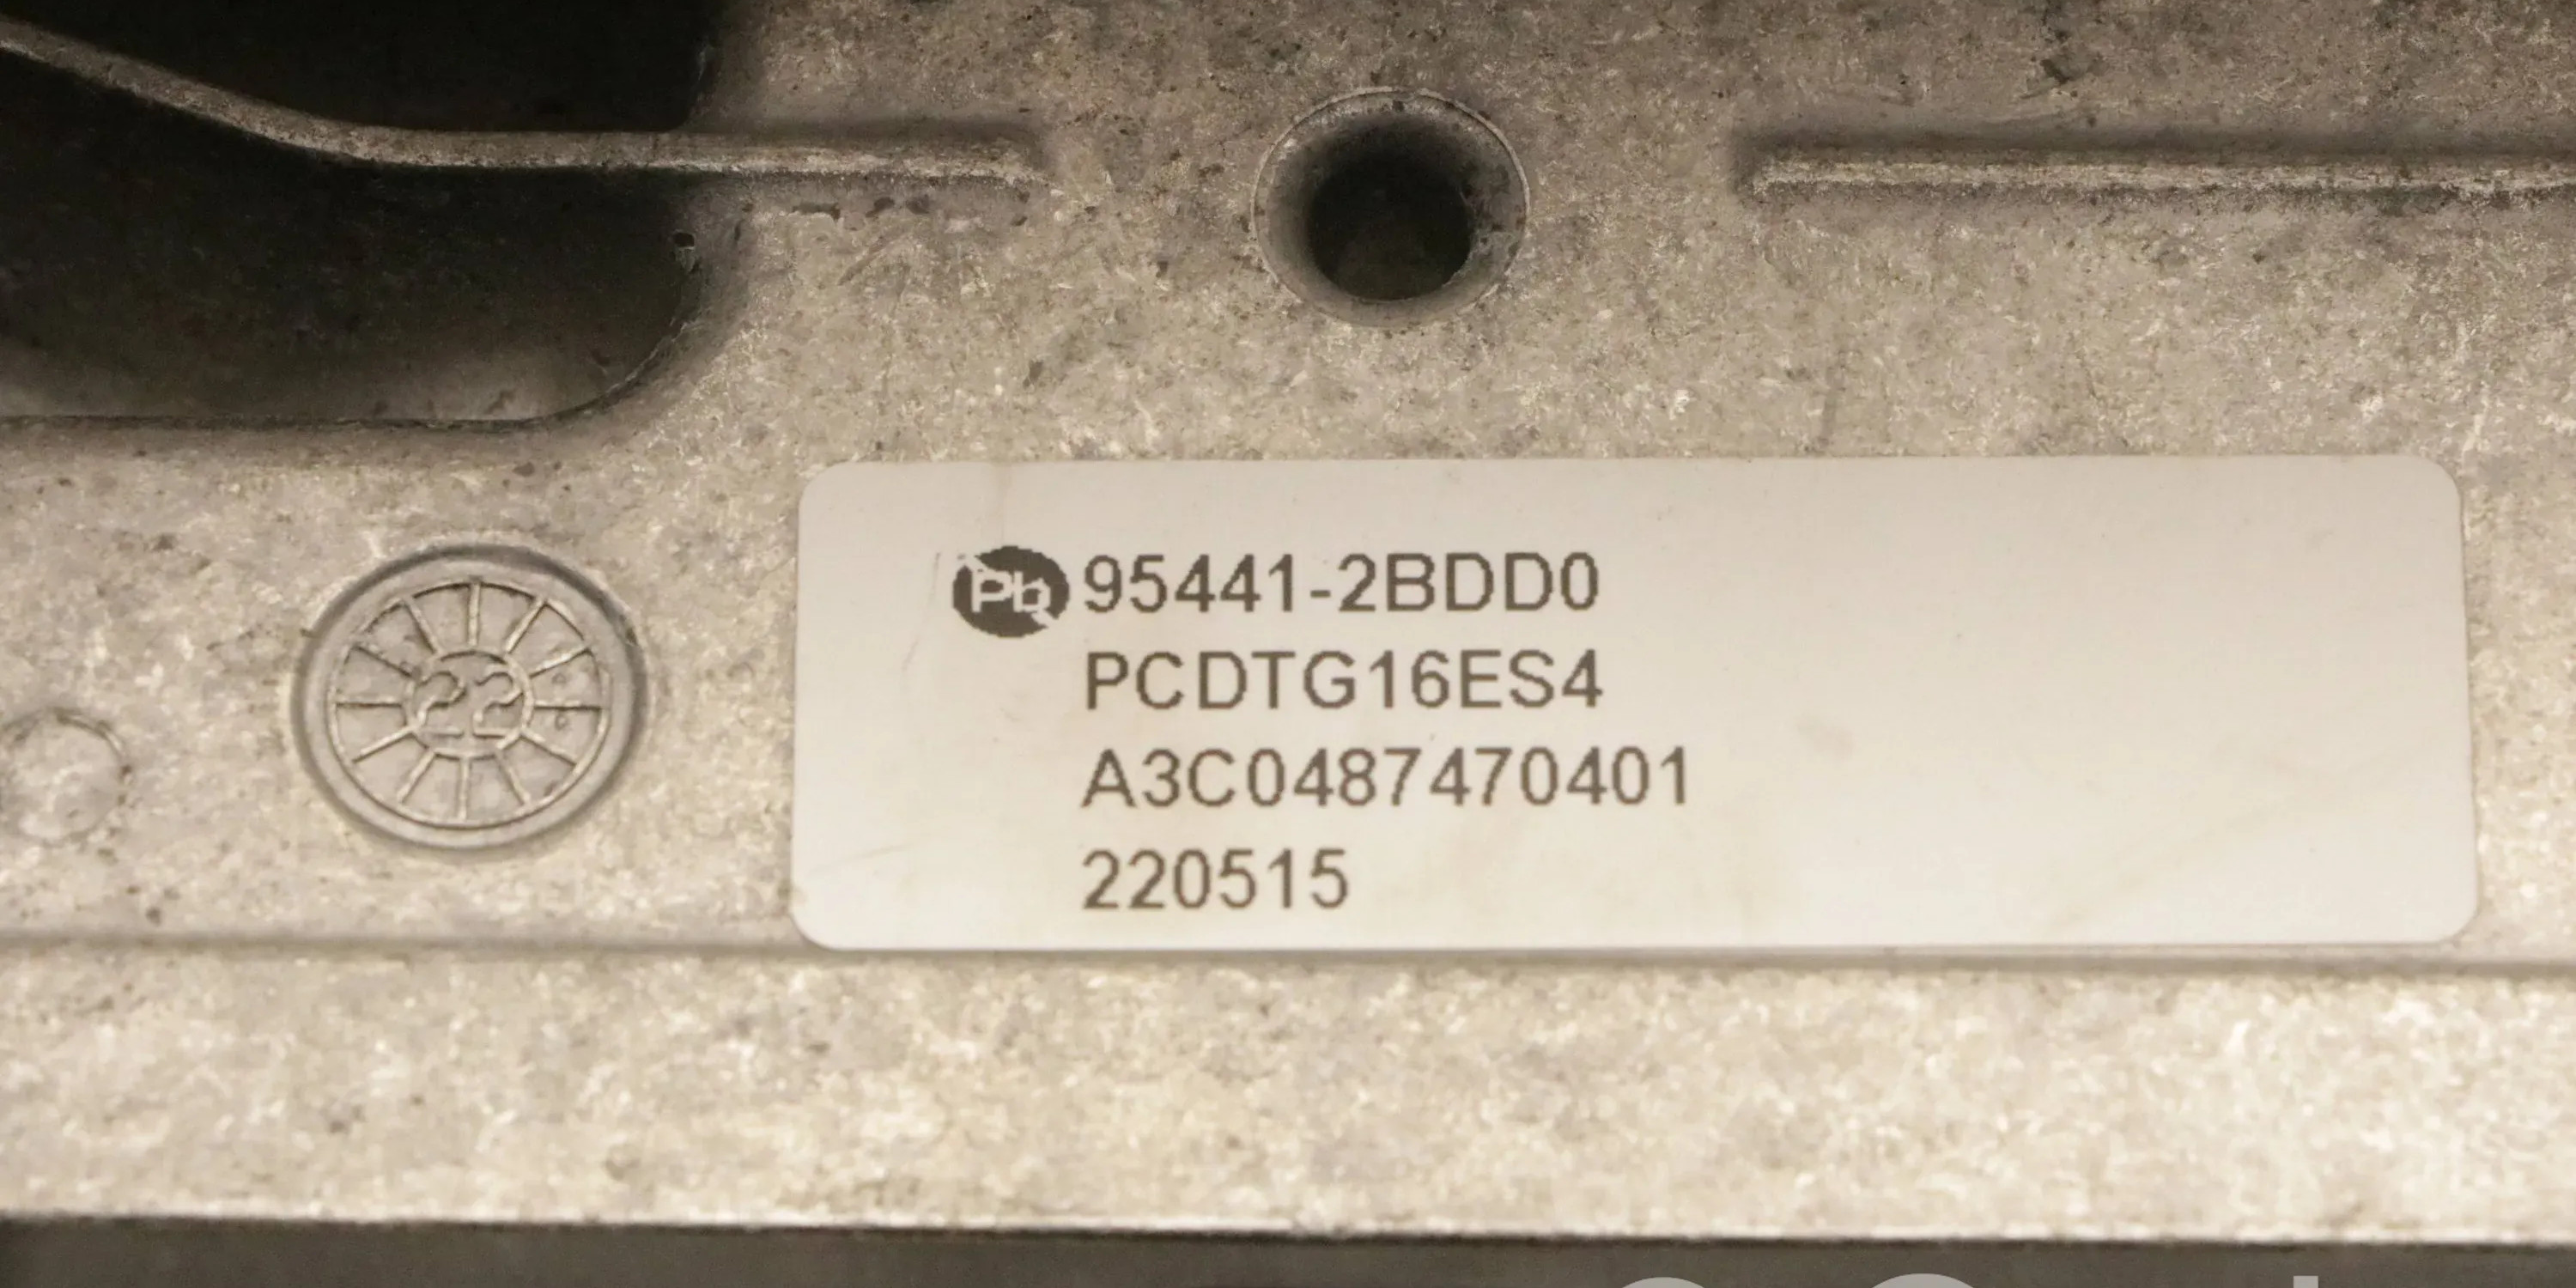 Pb 95441-2BDD0
PCDTG16ES4
A3C0487470401
220515
22